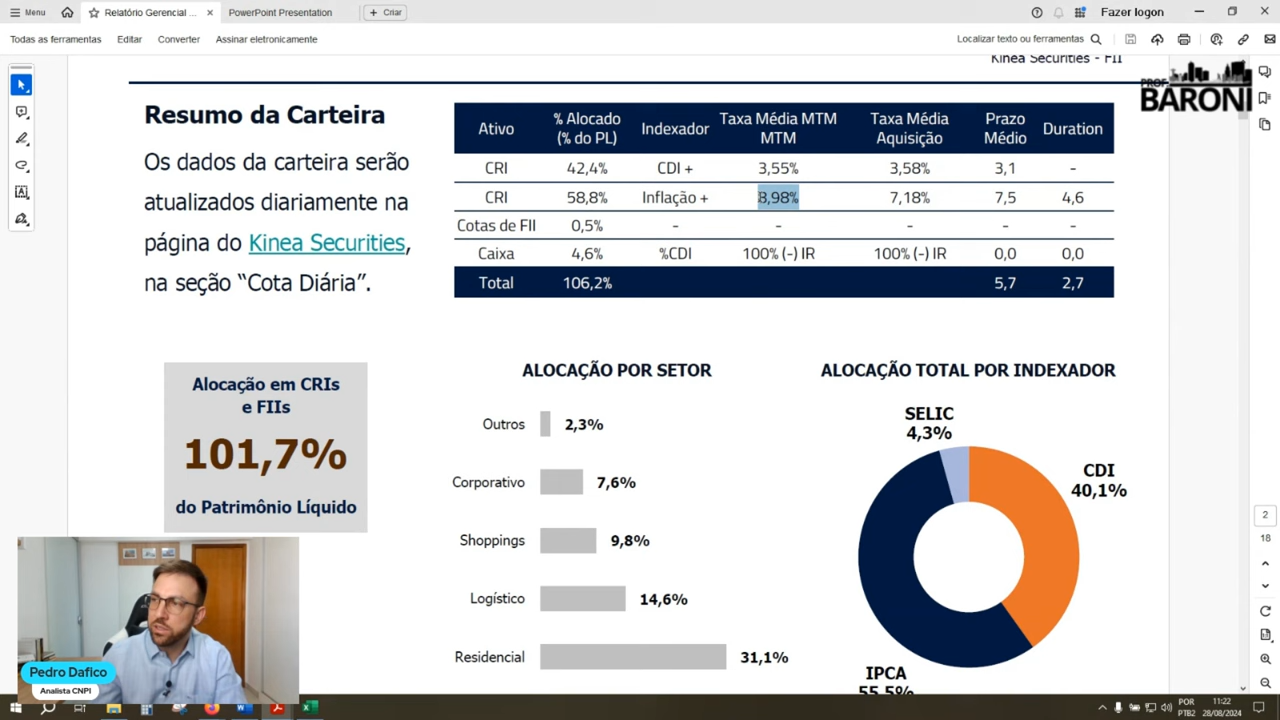 Menu
Relatório Gerencial ...
PowerPoint Presentation
Criar
Fazer logon
Todas as ferramentas
Editar
Converter
Assinar eletronicamente
Localizar texto ou ferramentas
Kinea Securities - FII
PROF. BARONI
Resumo da Carteira
Os dados da carteira serão
atualizados diariamente na
página do Kinea Securities,
na seção “Cota Diária”.
Ativo % Alocado (% do PL) Indexador Taxa Média MTM MTM Taxa Média Aquisição Prazo Médio Duration
CRI 42,4% CDI + 3,55% 3,58% 3,1 -
CRI 58,8% Inflação + 8,98% 7,18% 7,5 4,6
Cotas de FII 0,5% - - - - -
Caixa 4,6% %CDI 100% (-) IR 100% (-) IR 0,0 0,0
Total 106,2% 5,7 2,7
Alocação em CRIs
e FIIs
101,7%
do Patrimônio Líquido
ALOCAÇÃO POR SETOR
Outros 2,3%
Corporativo 7,6%
Shoppings 9,8%
Logístico 14,6%
Residencial 31,1%
ALOCAÇÃO TOTAL POR INDEXADOR
SELIC
4,3%
CDI
40,1%
IPCA
55,5%
2
18
Pedro Dafico
Analista CNPI
POR
PTB2
11:22
28/08/2024